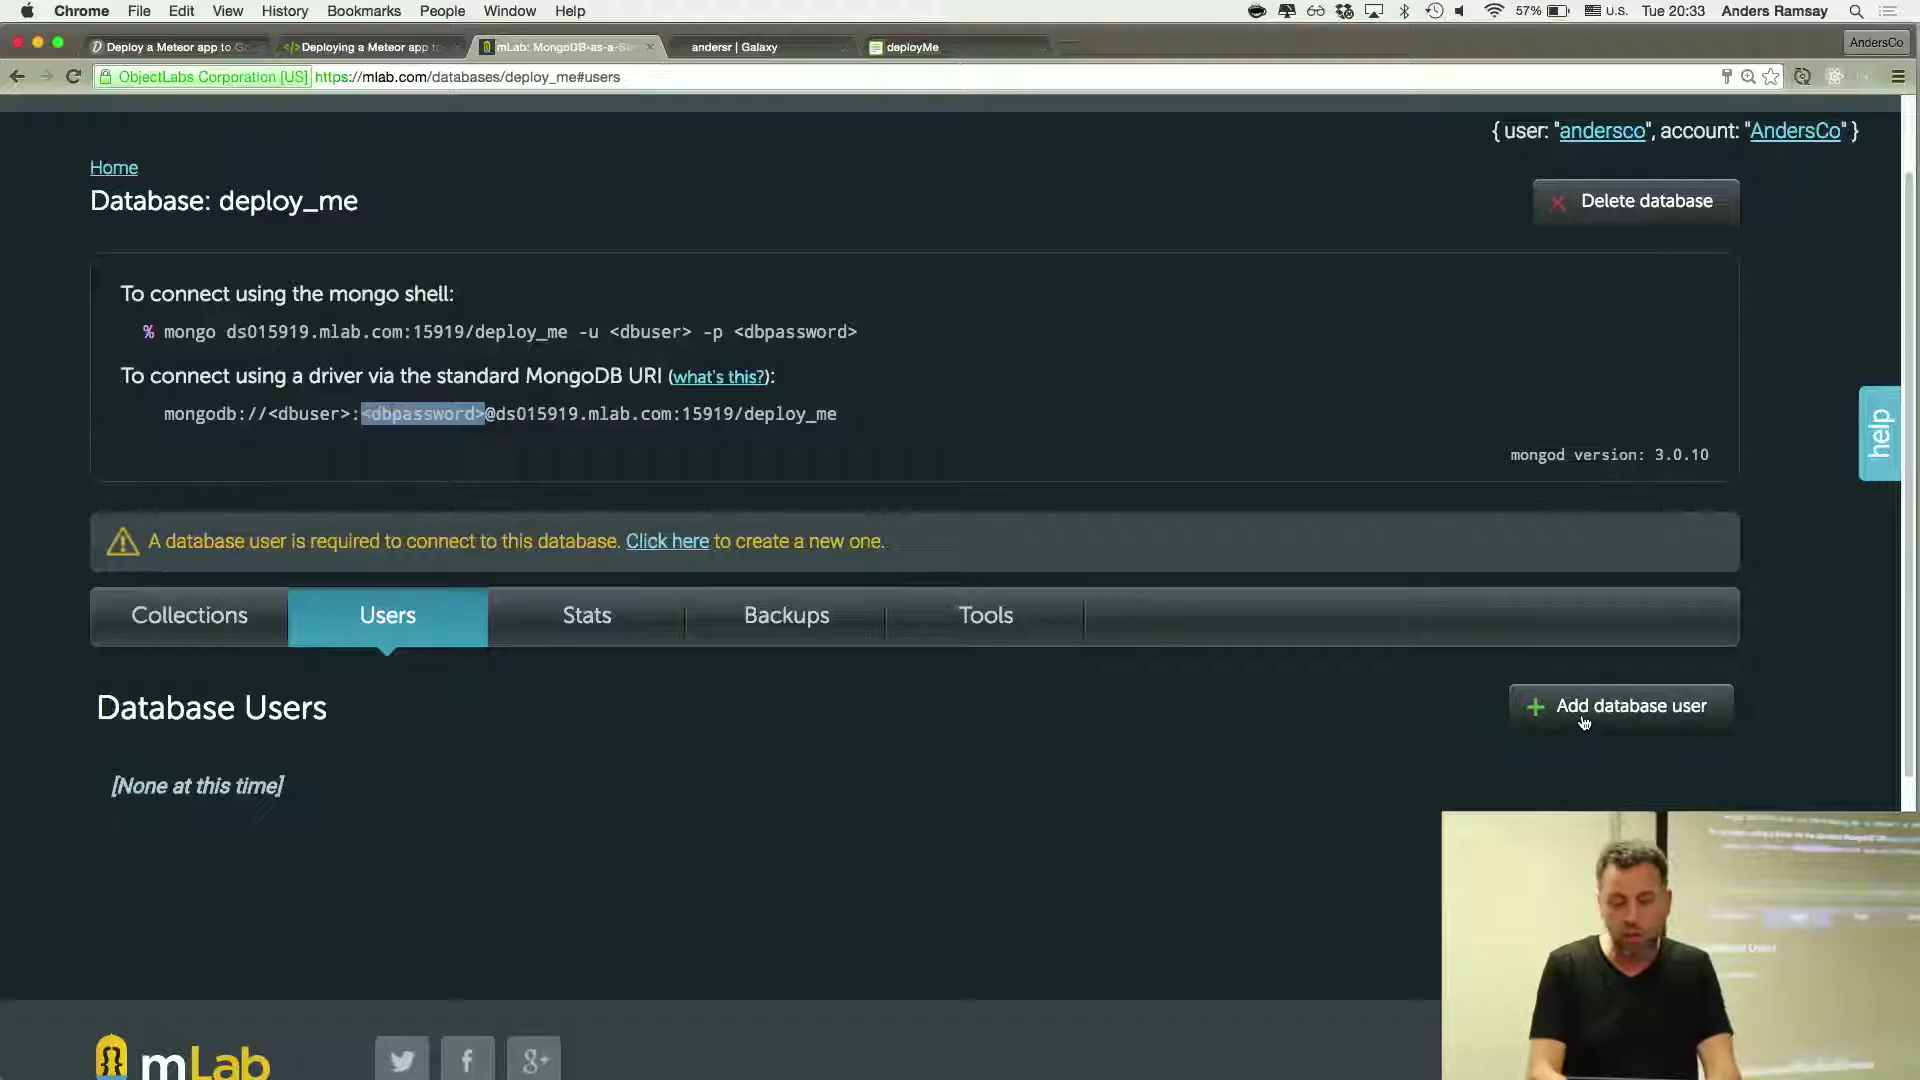 Chrome File Edit View History Bookmarks People Window Help 57% U.S. Tue 20:33 Anders Ramsay
Deploy a Meteor app to G
</> Deploying a Meteor app to
mLab: MongoDB-as-a-Se
andersr | Galaxy
deployMe
AndersCo
ObjectLabs Corporation [US] https://mlab.com/databases/deploy_me#users
{ user: "andersco", account: "AndersCo" }
Home
Database: deploy_me
Delete database
To connect using the mongo shell:
% mongo ds015919.mlab.com:15919/deploy_me -u <dbuser> -p <dbpassword>
To connect using a driver via the standard MongoDB URI (what's this?):
mongodb://<dbuser>:<dbpassword>@ds015919.mlab.com:15919/deploy_me
mongod version: 3.0.10
help
A database user is required to connect to this database. Click here to create a new one.
Collections Users Stats Backups Tools
Database Users
Add database user
[None at this time]
mLab